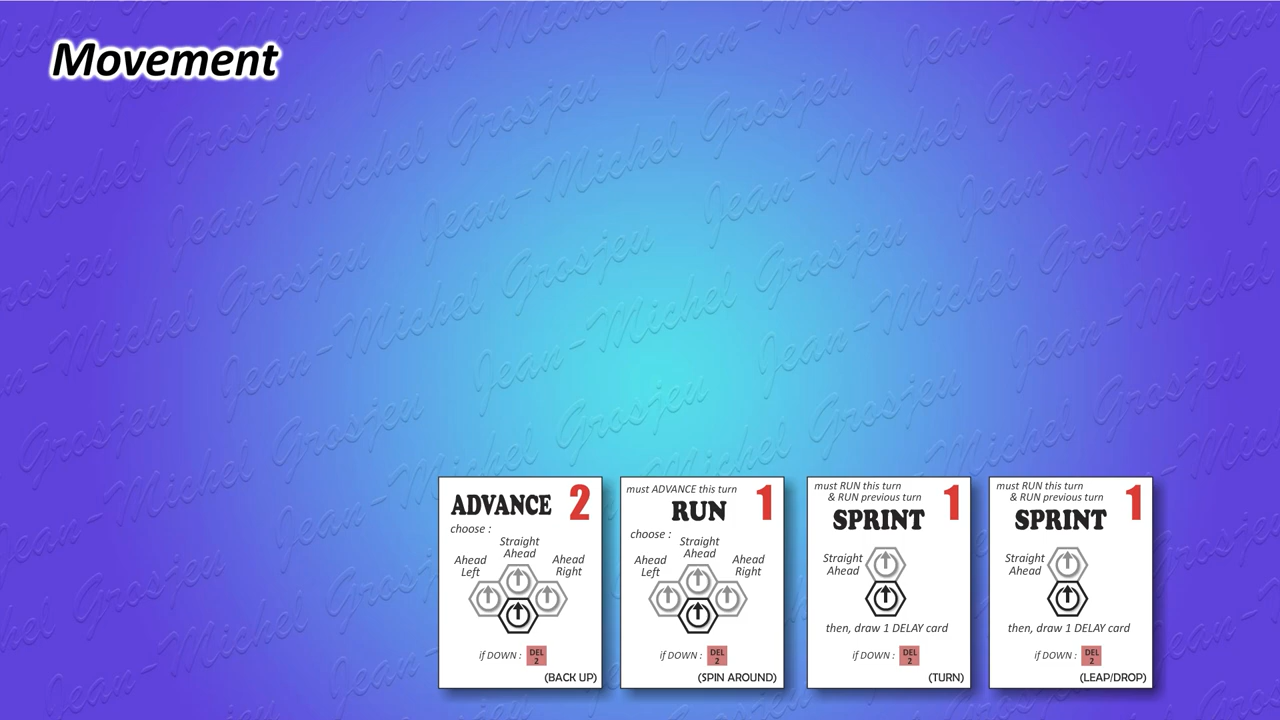 Movement
Jean-Michel Grosjeu
ADVANCE 2
choose :
Straight
Ahead
Ahead
Left
Ahead
Right
if DOWN : DEL
2
(BACK UP)
must ADVANCE this turn
RUN 1
choose :
Straight
Ahead
Ahead
Left
Ahead
Right
if DOWN : DEL
2
(SPIN AROUND)
must RUN this turn
& RUN previous turn
SPRINT 1
Straight
Ahead
then, draw 1 DELAY card
if DOWN : DEL
2
(TURN)
must RUN this turn
& RUN previous turn
SPRINT 1
Straight
Ahead
then, draw 1 DELAY card
if DOWN : DEL
2
(LEAP/DROP)